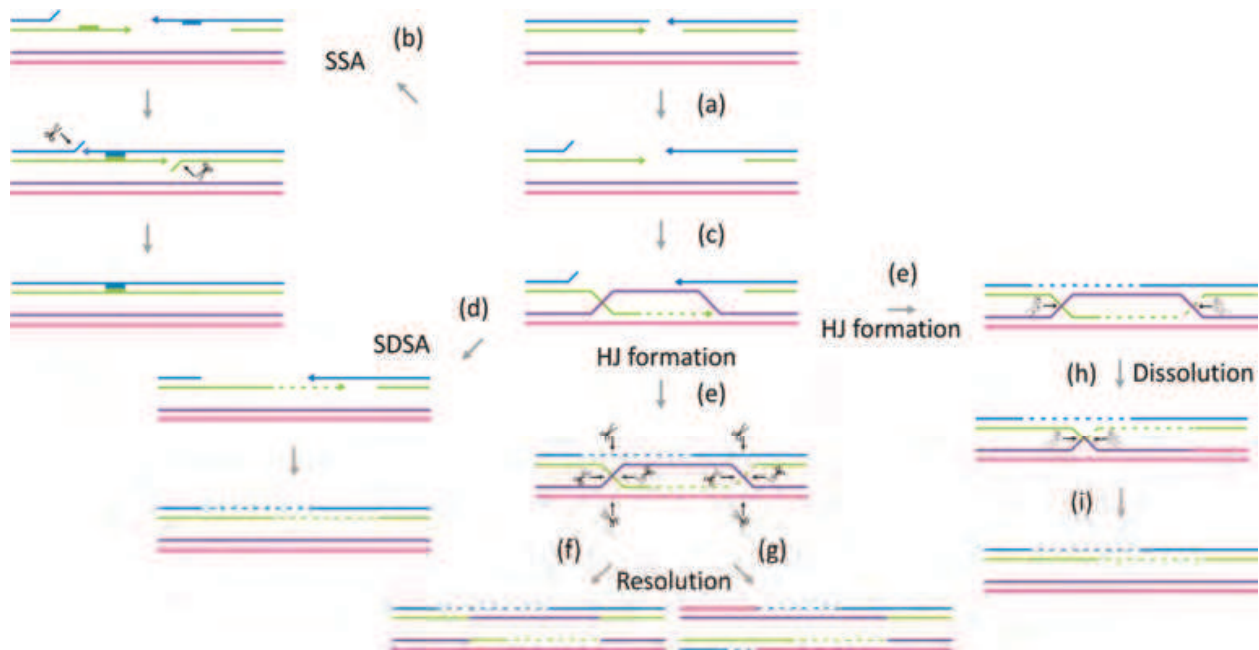 (b)
SSA
(a)
(c)
(e)
HJ formation
(d)
SDSA
HJ formation
(e)
(h) Dissolution
(f)
(g)
Resolution
(i)